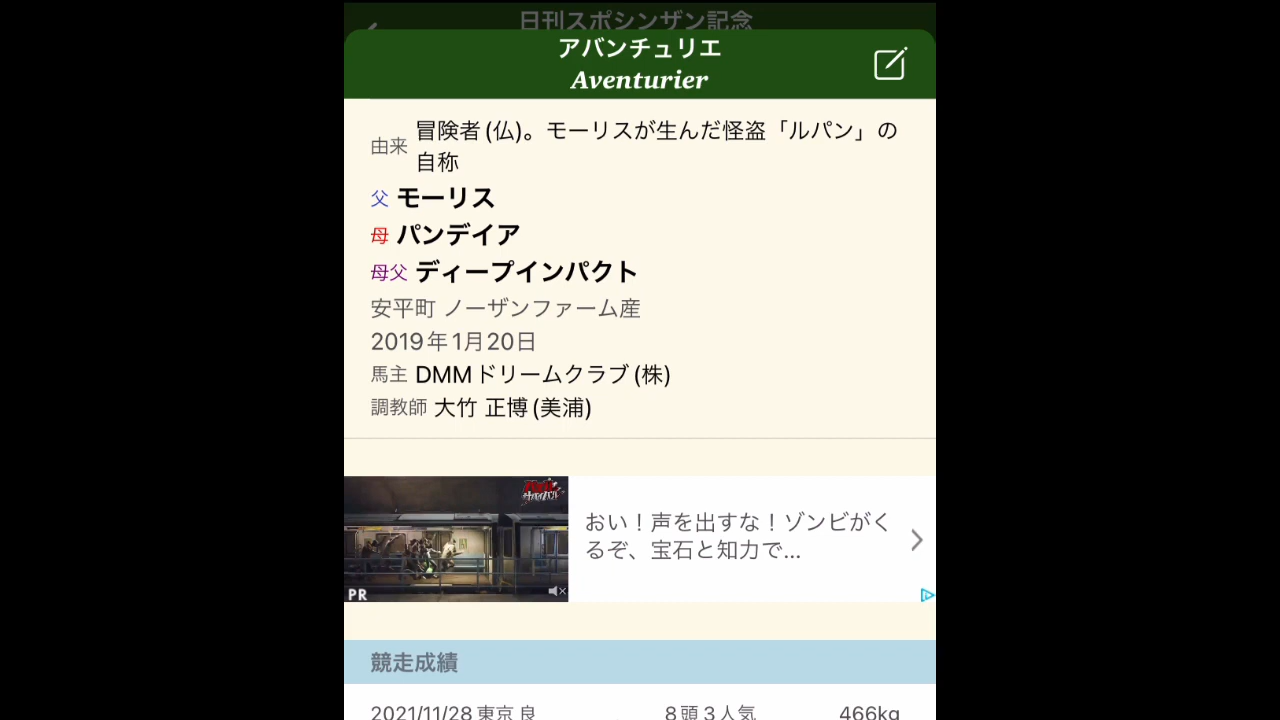 日刊スポシンザン記念
アバンチュリエ
Aventurier
由来 冒険者(仏)。モーリスが生んだ怪盗「ルパン」の
自称
父 モーリス
母 パンデイア
母父 ディープインパクト
安平町 ノーザンファーム産
2019年1月20日
馬主 DMMドリームクラブ(株)
調教師 大竹 正博(美浦)
おい！声を出すな！ゾンビがく
るぞ、宝石と知力で...
PR
競走成績
2021/11/28 東京 良 8頭 3人気 466kg